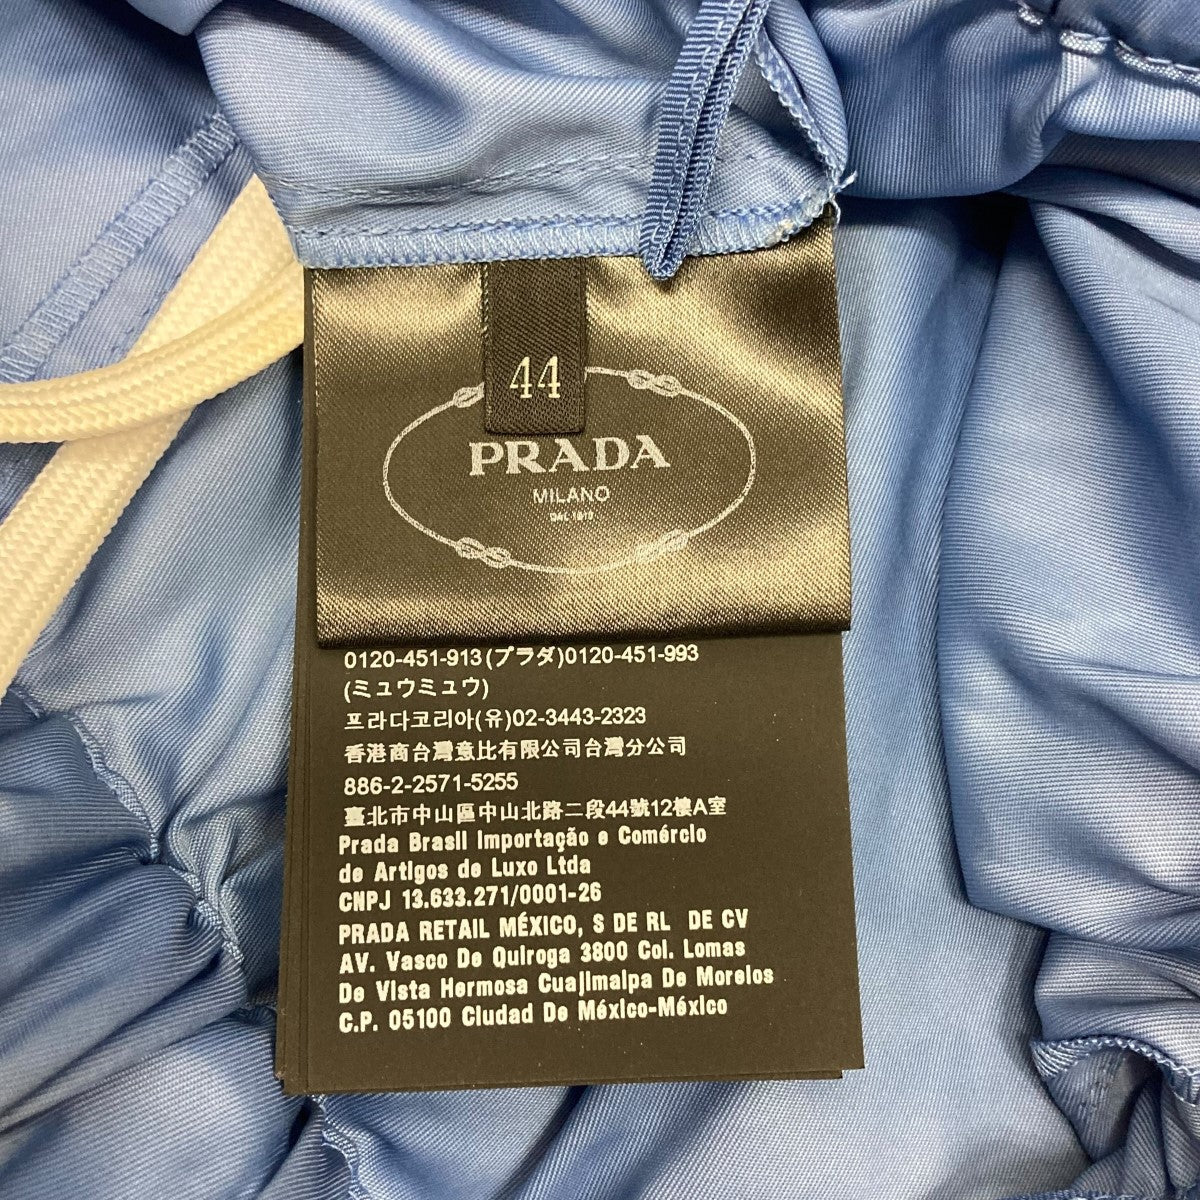 44
PRADA
MILANO
DAL 1913
0120-451-913(プラダ)0120-451-993
(ミュウミュウ)
프라다코리아(유)02-3443-2323
香港商台灣意比有限公司台灣分公司
886-2-2571-5255
臺北市中山區中山北路二段44號12樓A室
Prada Brasil Importação e Comércio
de Artigos de Luxo Ltda
CNPJ 13.633.271/0001-26
PRADA RETAIL MÉXICO, S DE RL DE CV
AV. Vasco De Quiroga 3800 Col. Lomas
De Vista Hermosa Cuajimalpa De Morelos
C.P. 05100 Ciudad De México-México